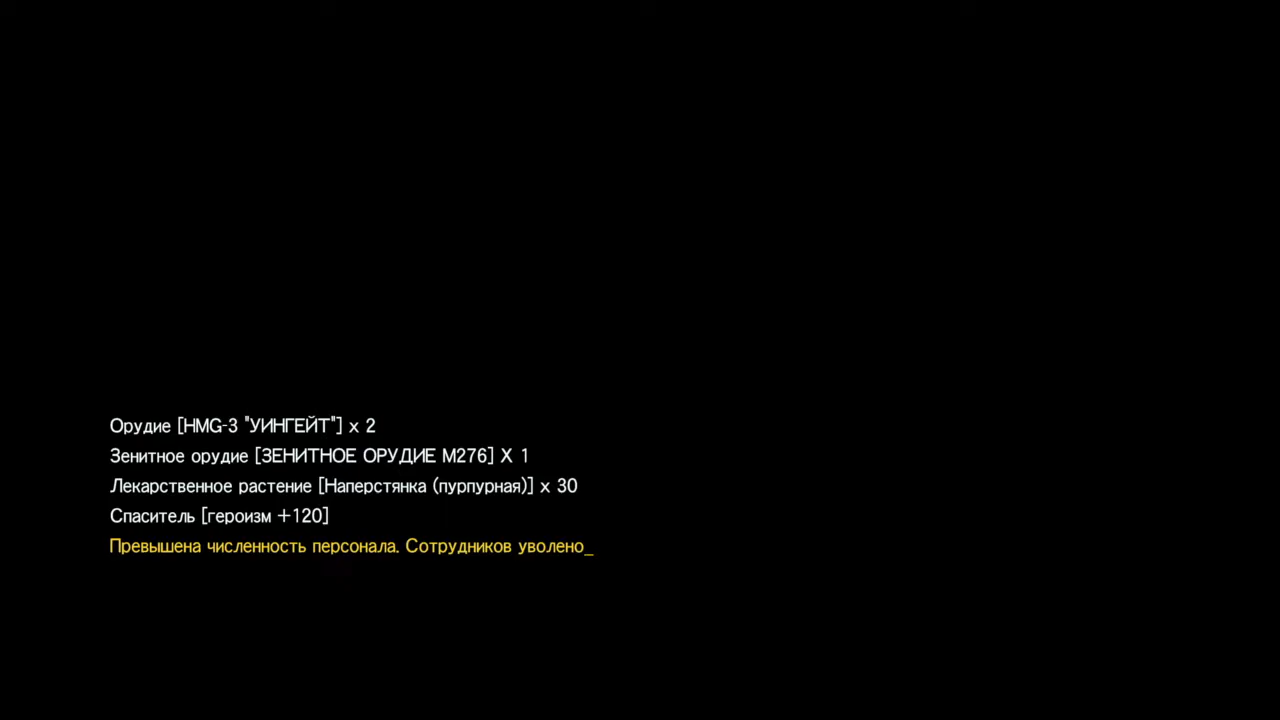 Орудие [HMG-3 "УИНГЕЙТ"] x 2
Зенитное орудие [ЗЕНИТНОЕ ОРУДИЕ M276] X 1
Лекарственное растение [Наперстянка (пурпурная)] x 30
Спаситель [героизм +120]
Превышена численность персонала. Сотрудников уволено_